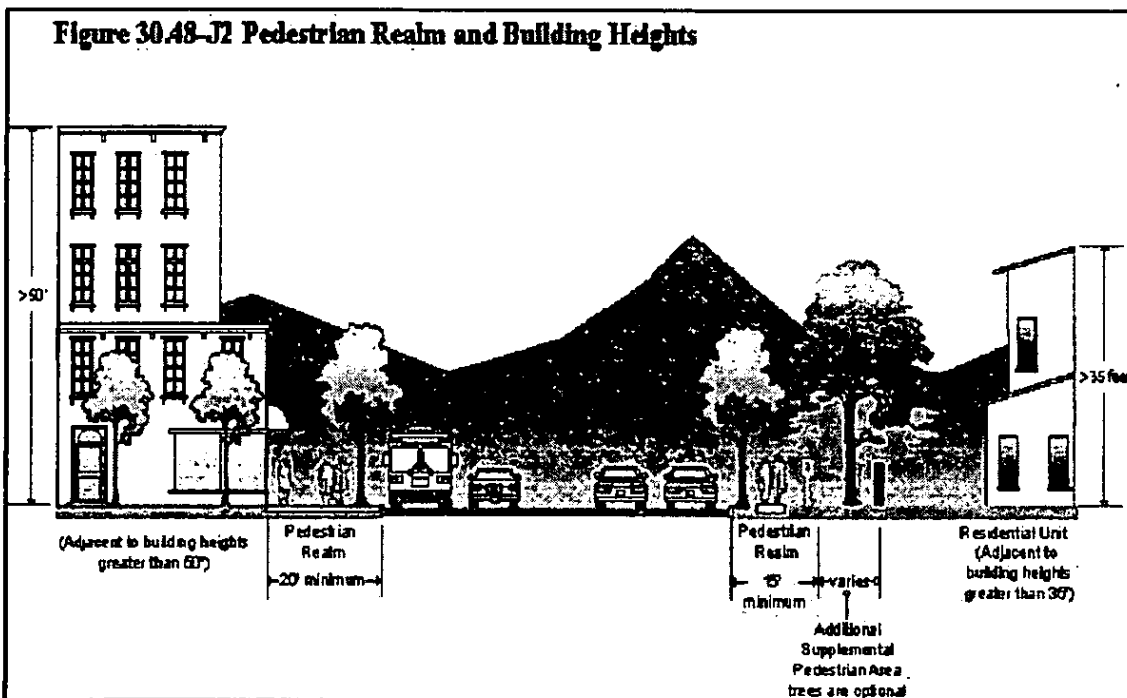 Figure 30.48-J2 Pedestrian Realm and Building Heights
>60'
>35 feet
(Adjacent to building heights
greater than 60')
Pedestrian
Realm
20' minimum
Pedestrian
Realm
15'
minimum
varies
Additional
Supplemental
Pedestrian Area
trees are optional
Residential Unit
(Adjacent to
building heights
greater than 35')